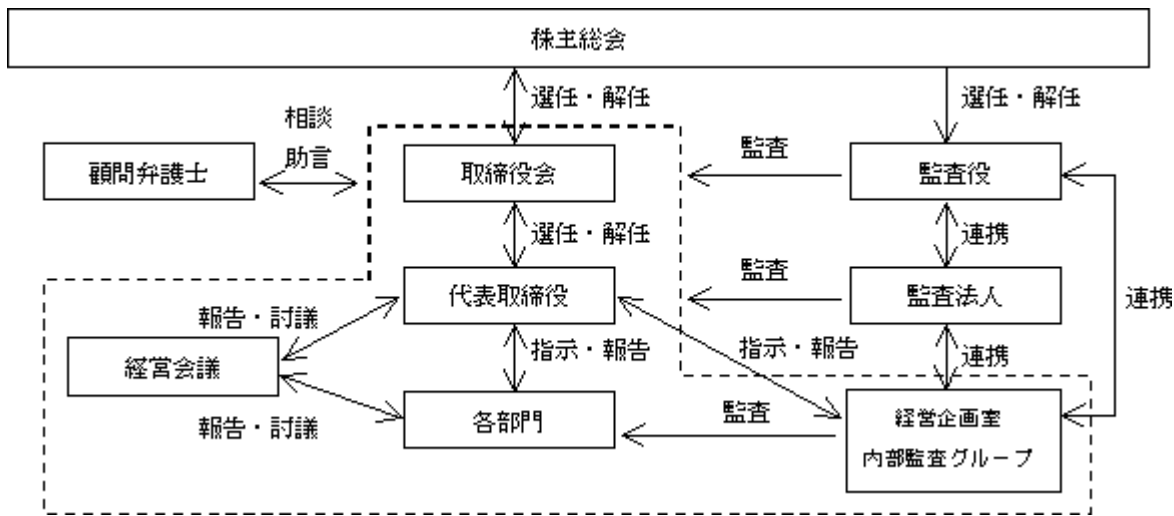 株主総会
選任・解任
選任・解任
相談
助言
顧問弁護士
取締役会
監査
監査役
選任・解任
連携
代表取締役
監査
監査法人
連携
報告・討議
経営会議
指示・報告
指示・報告
連携
報告・討議
各部門
監査
経営企画室
内部監査グループ